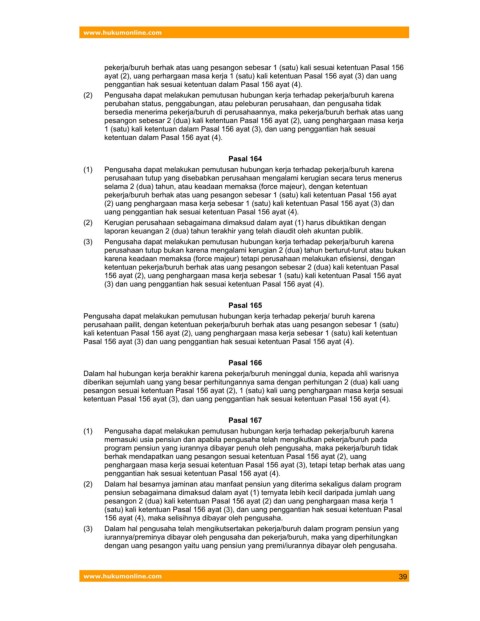 www.hukumonline.com
pekerja/buruh berhak atas uang pesangon sebesar 1 (satu) kali sesuai ketentuan Pasal 156
ayat (2), uang perhargaan masa kerja 1 (satu) kali ketentuan Pasal 156 ayat (3) dan uang
penggantian hak sesuai ketentuan dalam Pasal 156 ayat (4).
(2) Pengusaha dapat melakukan pemutusan hubungan kerja terhadap pekerja/buruh karena
perubahan status, penggabungan, atau peleburan perusahaan, dan pengusaha tidak
bersedia menerima pekerja/buruh di perusahaannya, maka pekerja/buruh berhak atas uang
pesangon sebesar 2 (dua) kali ketentuan Pasal 156 ayat (2), uang penghargaan masa kerja
1 (satu) kali ketentuan dalam Pasal 156 ayat (3), dan uang penggantian hak sesuai
ketentuan dalam Pasal 156 ayat (4).
Pasal 164
(1) Pengusaha dapat melakukan pemutusan hubungan kerja terhadap pekerja/buruh karena
perusahaan tutup yang disebabkan perusahaan mengalami kerugian secara terus menerus
selama 2 (dua) tahun, atau keadaan memaksa (force majeur), dengan ketentuan
pekerja/buruh berhak atas uang pesangon sebesar 1 (satu) kali ketentuan Pasal 156 ayat
(2) uang penghargaan masa kerja sebesar 1 (satu) kali ketentuan Pasal 156 ayat (3) dan
uang penggantian hak sesuai ketentuan Pasal 156 ayat (4).
(2) Kerugian perusahaan sebagaimana dimaksud dalam ayat (1) harus dibuktikan dengan
laporan keuangan 2 (dua) tahun terakhir yang telah diaudit oleh akuntan publik.
(3) Pengusaha dapat melakukan pemutusan hubungan kerja terhadap pekerja/buruh karena
perusahaan tutup bukan karena mengalami kerugian 2 (dua) tahun berturut-turut atau bukan
karena keadaan memaksa (force majeur) tetapi perusahaan melakukan efisiensi, dengan
ketentuan pekerja/buruh berhak atas uang pesangon sebesar 2 (dua) kali ketentuan Pasal
156 ayat (2), uang penghargaan masa kerja sebesar 1 (satu) kali ketentuan Pasal 156 ayat
(3) dan uang penggantian hak sesuai ketentuan Pasal 156 ayat (4).
Pasal 165
Pengusaha dapat melakukan pemutusan hubungan kerja terhadap pekerja/ buruh karena
perusahaan pailit, dengan ketentuan pekerja/buruh berhak atas uang pesangon sebesar 1 (satu)
kali ketentuan Pasal 156 ayat (2), uang penghargaan masa kerja sebesar 1 (satu) kali ketentuan
Pasal 156 ayat (3) dan uang penggantian hak sesuai ketentuan Pasal 156 ayat (4).
Pasal 166
Dalam hal hubungan kerja berakhir karena pekerja/buruh meninggal dunia, kepada ahli warisnya
diberikan sejumlah uang yang besar perhitungannya sama dengan perhitungan 2 (dua) kali uang
pesangon sesuai ketentuan Pasal 156 ayat (2), 1 (satu) kali uang penghargaan masa kerja sesuai
ketentuan Pasal 156 ayat (3), dan uang penggantian hak sesuai ketentuan Pasal 156 ayat (4).
Pasal 167
(1) Pengusaha dapat melakukan pemutusan hubungan kerja terhadap pekerja/buruh karena
memasuki usia pensiun dan apabila pengusaha telah mengikutkan pekerja/buruh pada
program pensiun yang iurannya dibayar penuh oleh pengusaha, maka pekerja/buruh tidak
berhak mendapatkan uang pesangon sesuai ketentuan Pasal 156 ayat (2), uang
penghargaan masa kerja sesuai ketentuan Pasal 156 ayat (3), tetapi tetap berhak atas uang
penggantian hak sesuai ketentuan Pasal 156 ayat (4).
(2) Dalam hal besarnya jaminan atau manfaat pensiun yang diterima sekaligus dalam program
pensiun sebagaimana dimaksud dalam ayat (1) ternyata lebih kecil daripada jumlah uang
pesangon 2 (dua) kali ketentuan Pasal 156 ayat (2) dan uang penghargaan masa kerja 1
(satu) kali ketentuan Pasal 156 ayat (3), dan uang penggantian hak sesuai ketentuan Pasal
156 ayat (4), maka selisihnya dibayar oleh pengusaha.
(3) Dalam hal pengusaha telah mengikutsertakan pekerja/buruh dalam program pensiun yang
iurannya/preminya dibayar oleh pengusaha dan pekerja/buruh, maka yang diperhitungkan
dengan uang pesangon yaitu uang pensiun yang premi/iurannya dibayar oleh pengusaha.
www.hukumonline.com
39